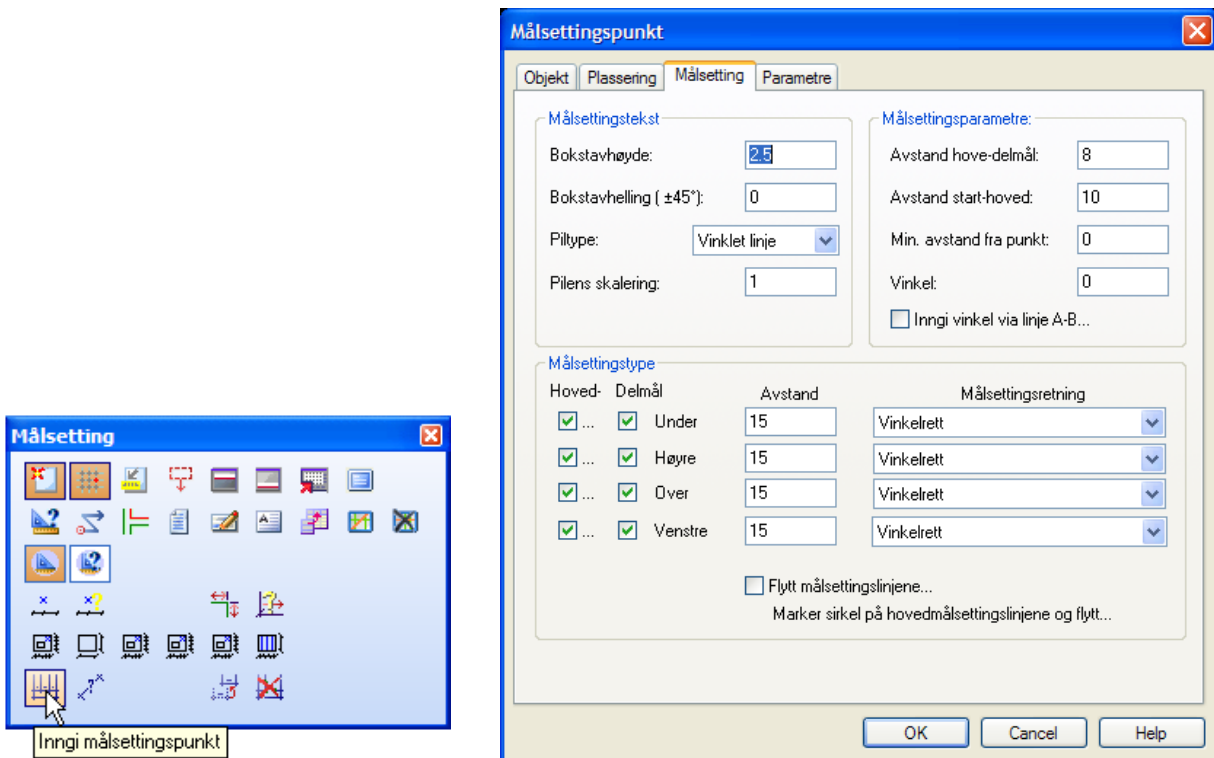 Målsetting
Inngi målsettingspunkt
Målsettingspunkt
Objekt Plassering Målsetting Parametre
Målsettingstekst
Bokstavhøyde: 2.5
Bokstavhelling ( ±45°): 0
Piltype: Vinklet linje
Pilens skalering: 1
Målsettingsparametre:
Avstand hove-delmål: 8
Avstand start-hoved: 10
Min. avstand fra punkt: 0
Vinkel: 0
Inngi vinkel via linje A-B...
Målsettingstype
Hoved- Delmål Avstand Målsettingsretning
... Under 15 Vinkelrett
... Høyre 15 Vinkelrett
... Over 15 Vinkelrett
... Venstre 15 Vinkelrett
Flytt målsettingslinjene...
Marker sirkel på hovedmålsettingslinjene og flytt...
OK Cancel Help